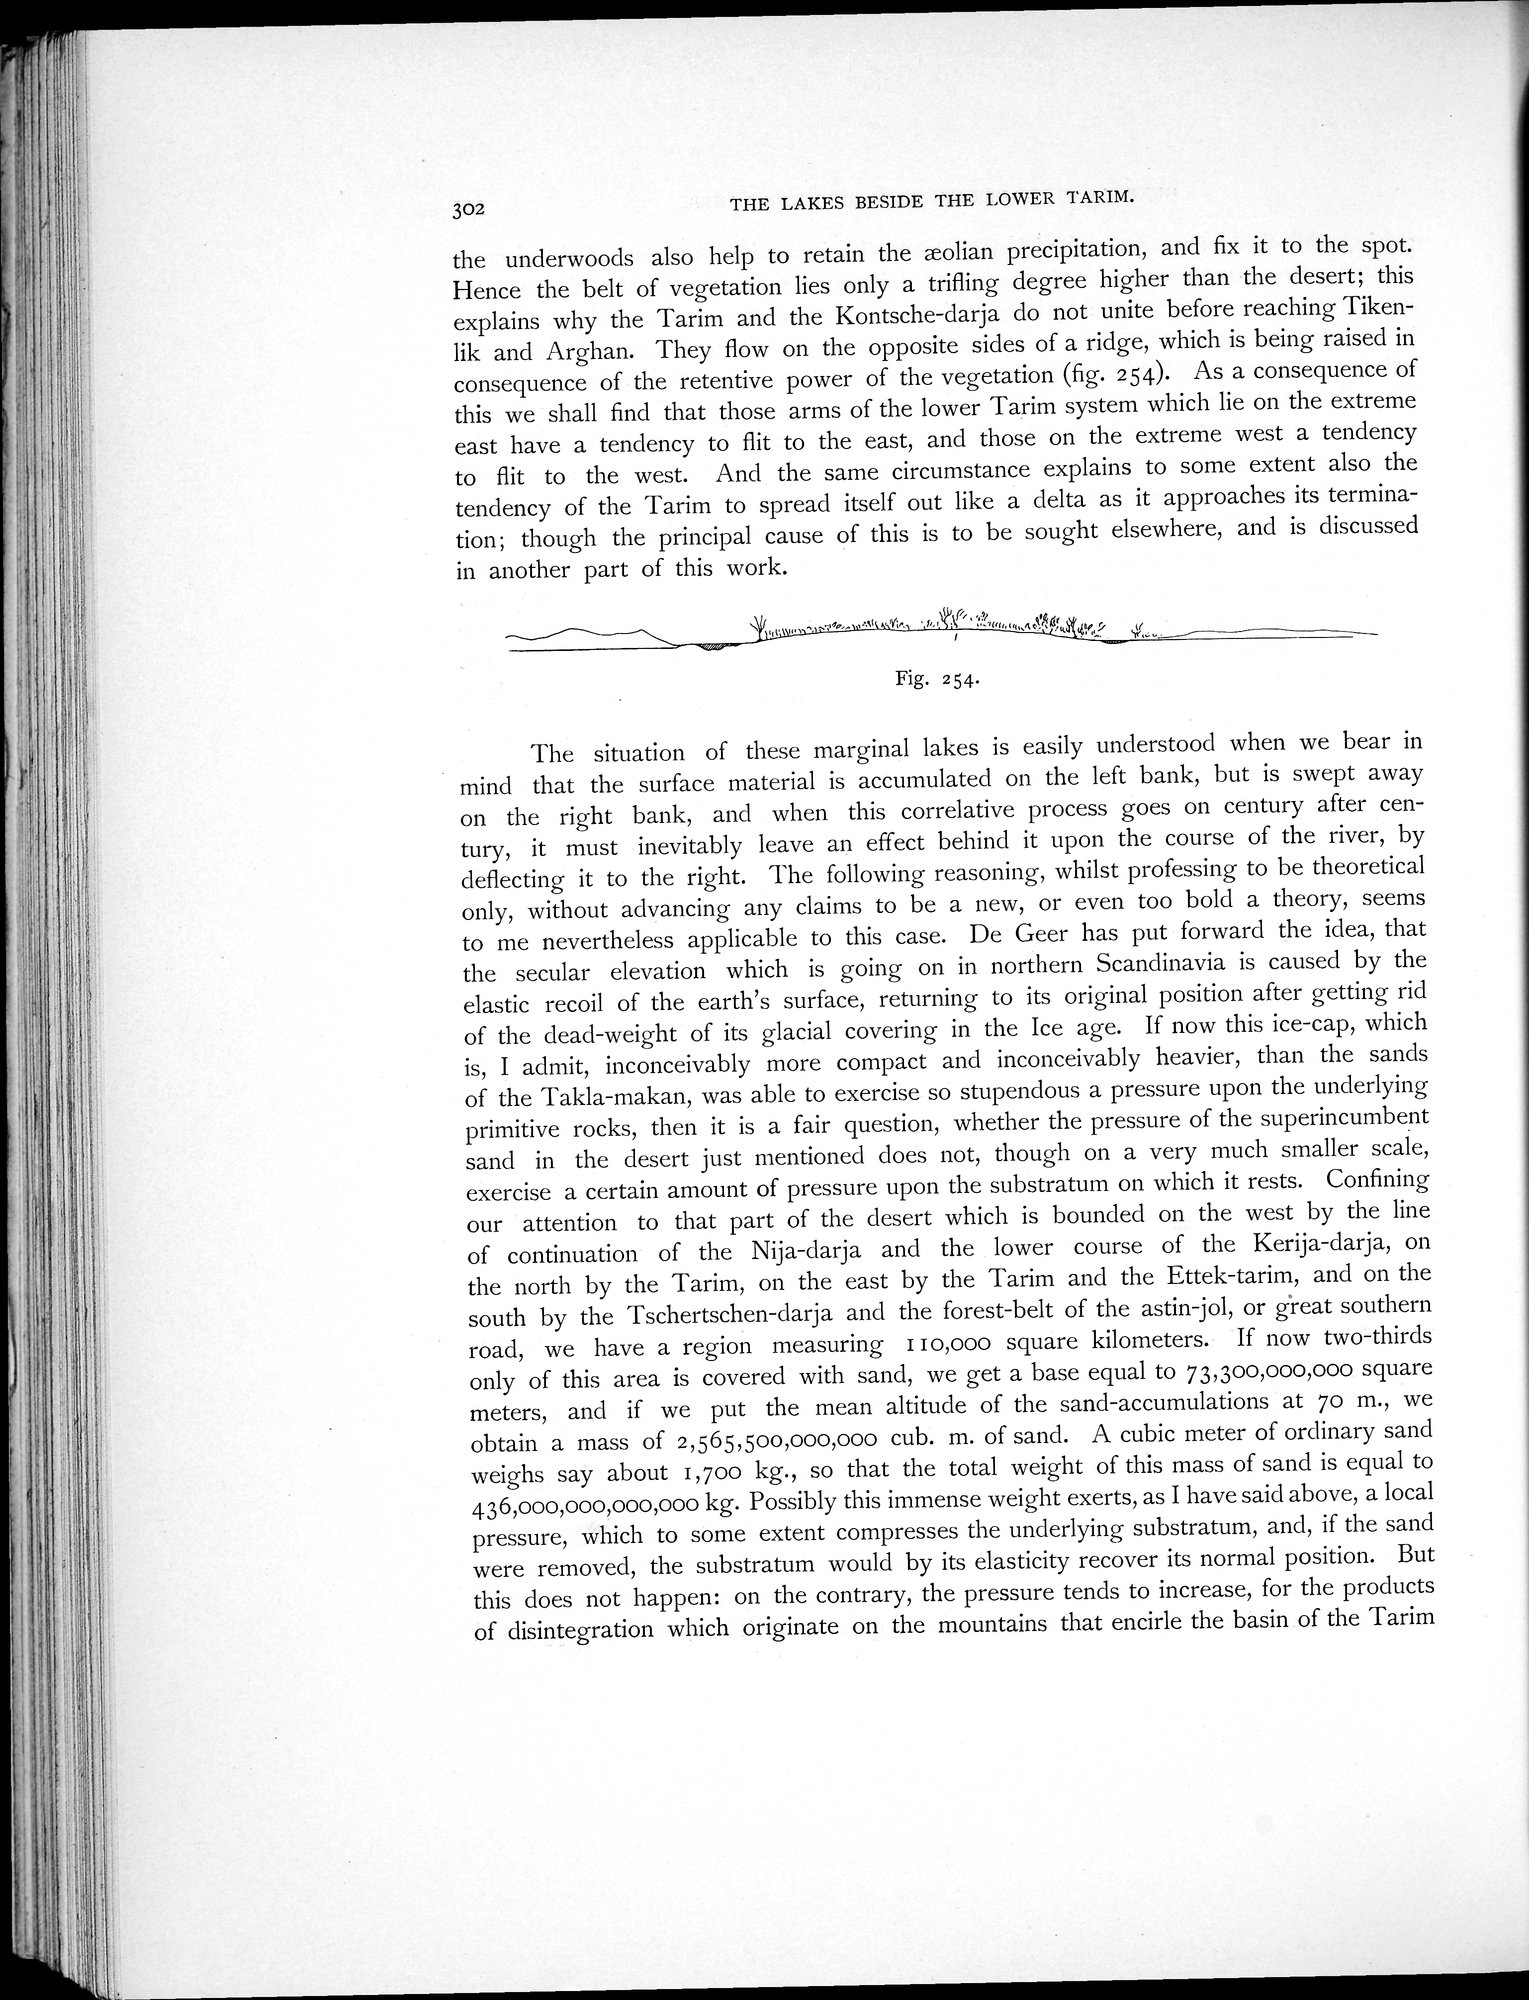 302
THE LAKES BESIDE THE LOWER TARIM.
the underwoods also help to retain the æolian precipitation, and fix it to the spot.
Hence the belt of vegetation lies only a trifling degree higher than the desert; this
explains why the Tarim and the Kontsche-darja do not unite before reaching Tiken-
lik and Arghan. They flow on the opposite sides of a ridge, which is being raised in
consequence of the retentive power of the vegetation (fig. 254). As a consequence of
this we shall find that those arms of the lower Tarim system which lie on the extreme
east have a tendency to flit to the east, and those on the extreme west a tendency
to flit to the west. And the same circumstance explains to some extent also the
tendency of the Tarim to spread itself out like a delta as it approaches its termina-
tion; though the principal cause of this is to be sought elsewhere, and is discussed
in another part of this work.
Fig. 254.
The situation of these marginal lakes is easily understood when we bear in
mind that the surface material is accumulated on the left bank, but is swept away
on the right bank, and when this correlative process goes on century after cen-
tury, it must inevitably leave an effect behind it upon the course of the river, by
deflecting it to the right. The following reasoning, whilst professing to be theoretical
only, without advancing any claims to be a new, or even too bold a theory, seems
to me nevertheless applicable to this case. De Geer has put forward the idea, that
the secular elevation which is going on in northern Scandinavia is caused by the
elastic recoil of the earth's surface, returning to its original position after getting rid
of the dead-weight of its glacial covering in the Ice age. If now this ice-cap, which
is, I admit, inconceivably more compact and inconceivably heavier, than the sands
of the Takla-makan, was able to exercise so stupendous a pressure upon the underlying
primitive rocks, then it is a fair question, whether the pressure of the superincumbent
sand in the desert just mentioned does not, though on a very much smaller scale,
exercise a certain amount of pressure upon the substratum on which it rests. Confining
our attention to that part of the desert which is bounded on the west by the line
of continuation of the Nija-darja and the lower course of the Kerija-darja, on
the north by the Tarim, on the east by the Tarim and the Ettek-tarim, and on the
south by the Tschertschen-darja and the forest-belt of the astin-jol, or great southern
road, we have a region measuring 110,000 square kilometers. If now two-thirds
only of this area is covered with sand, we get a base equal to 73,300,000,000 square
meters, and if we put the mean altitude of the sand-accumulations at 70 m., we
obtain a mass of 2,565,500,000,000 cub. m. of sand. A cubic meter of ordinary sand
weighs say about 1,700 kg., so that the total weight of this mass of sand is equal to
436,000,000,000,000 kg. Possibly this immense weight exerts, as I have said above, a local
pressure, which to some extent compresses the underlying substratum, and, if the sand
were removed, the substratum would by its elasticity recover its normal position. But
this does not happen: on the contrary, the pressure tends to increase, for the products
of disintegration which originate on the mountains that encirle the basin of the Tarim